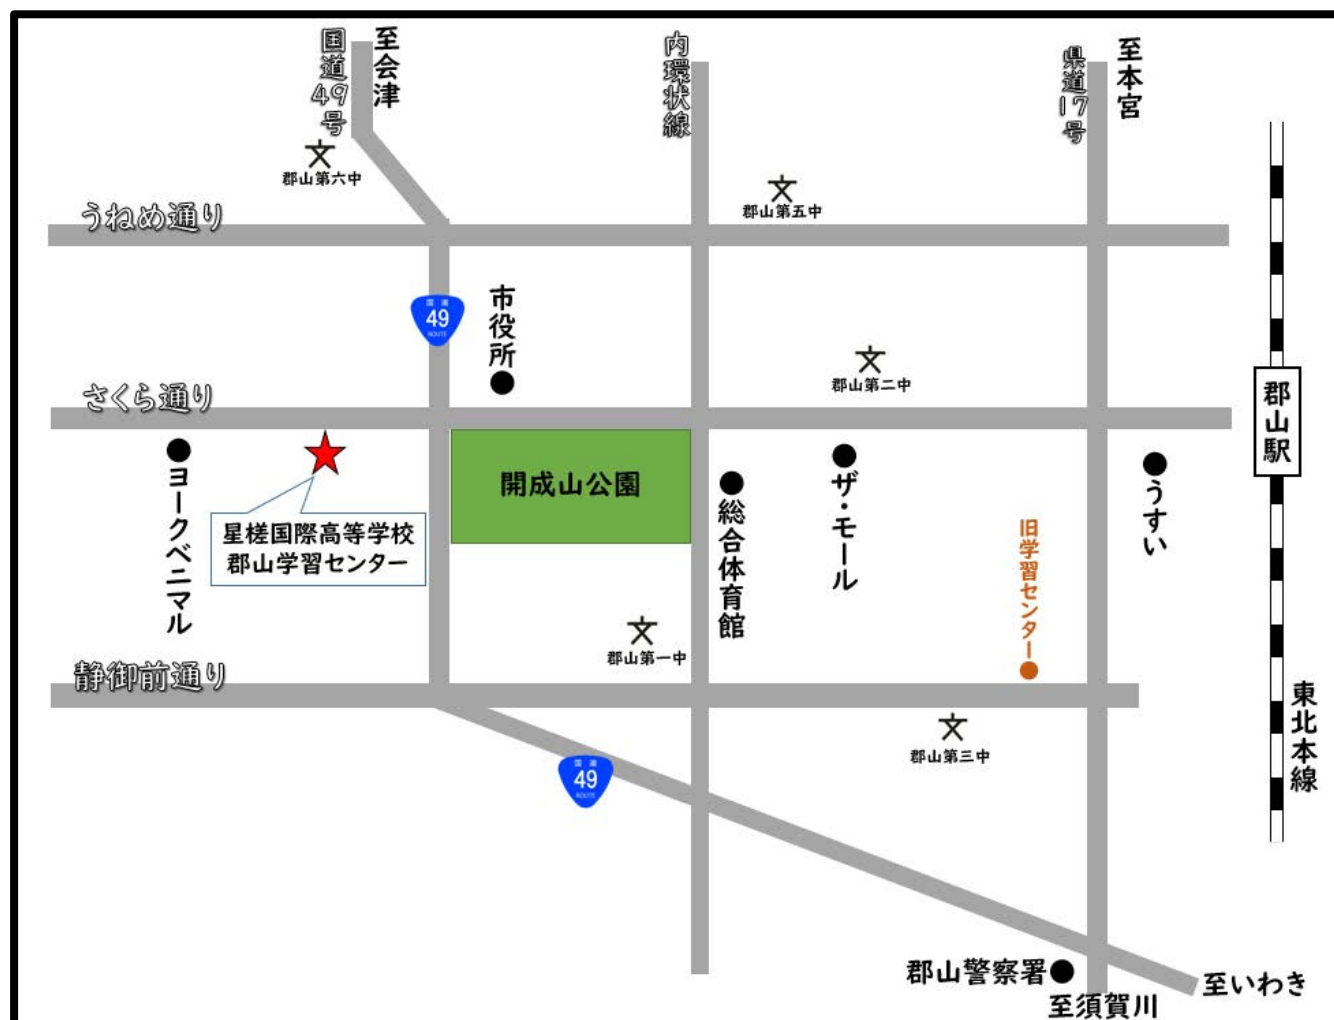 国道49号
至会津
内環状線
県道17号
至本宮
郡山第六中
郡山第五中
うねめ通り
国道
49
ROUTE
市役所
郡山第二中
さくら通り
郡山駅
ヨークベニマル
星槎国際高等学校
郡山学習センター
開成山公園
総合体育館
ザ・モール
うすい
旧学習センター
郡山第一中
静御前通り
東北本線
郡山第三中
国道
49
ROUTE
郡山警察署
至いわき
至須賀川